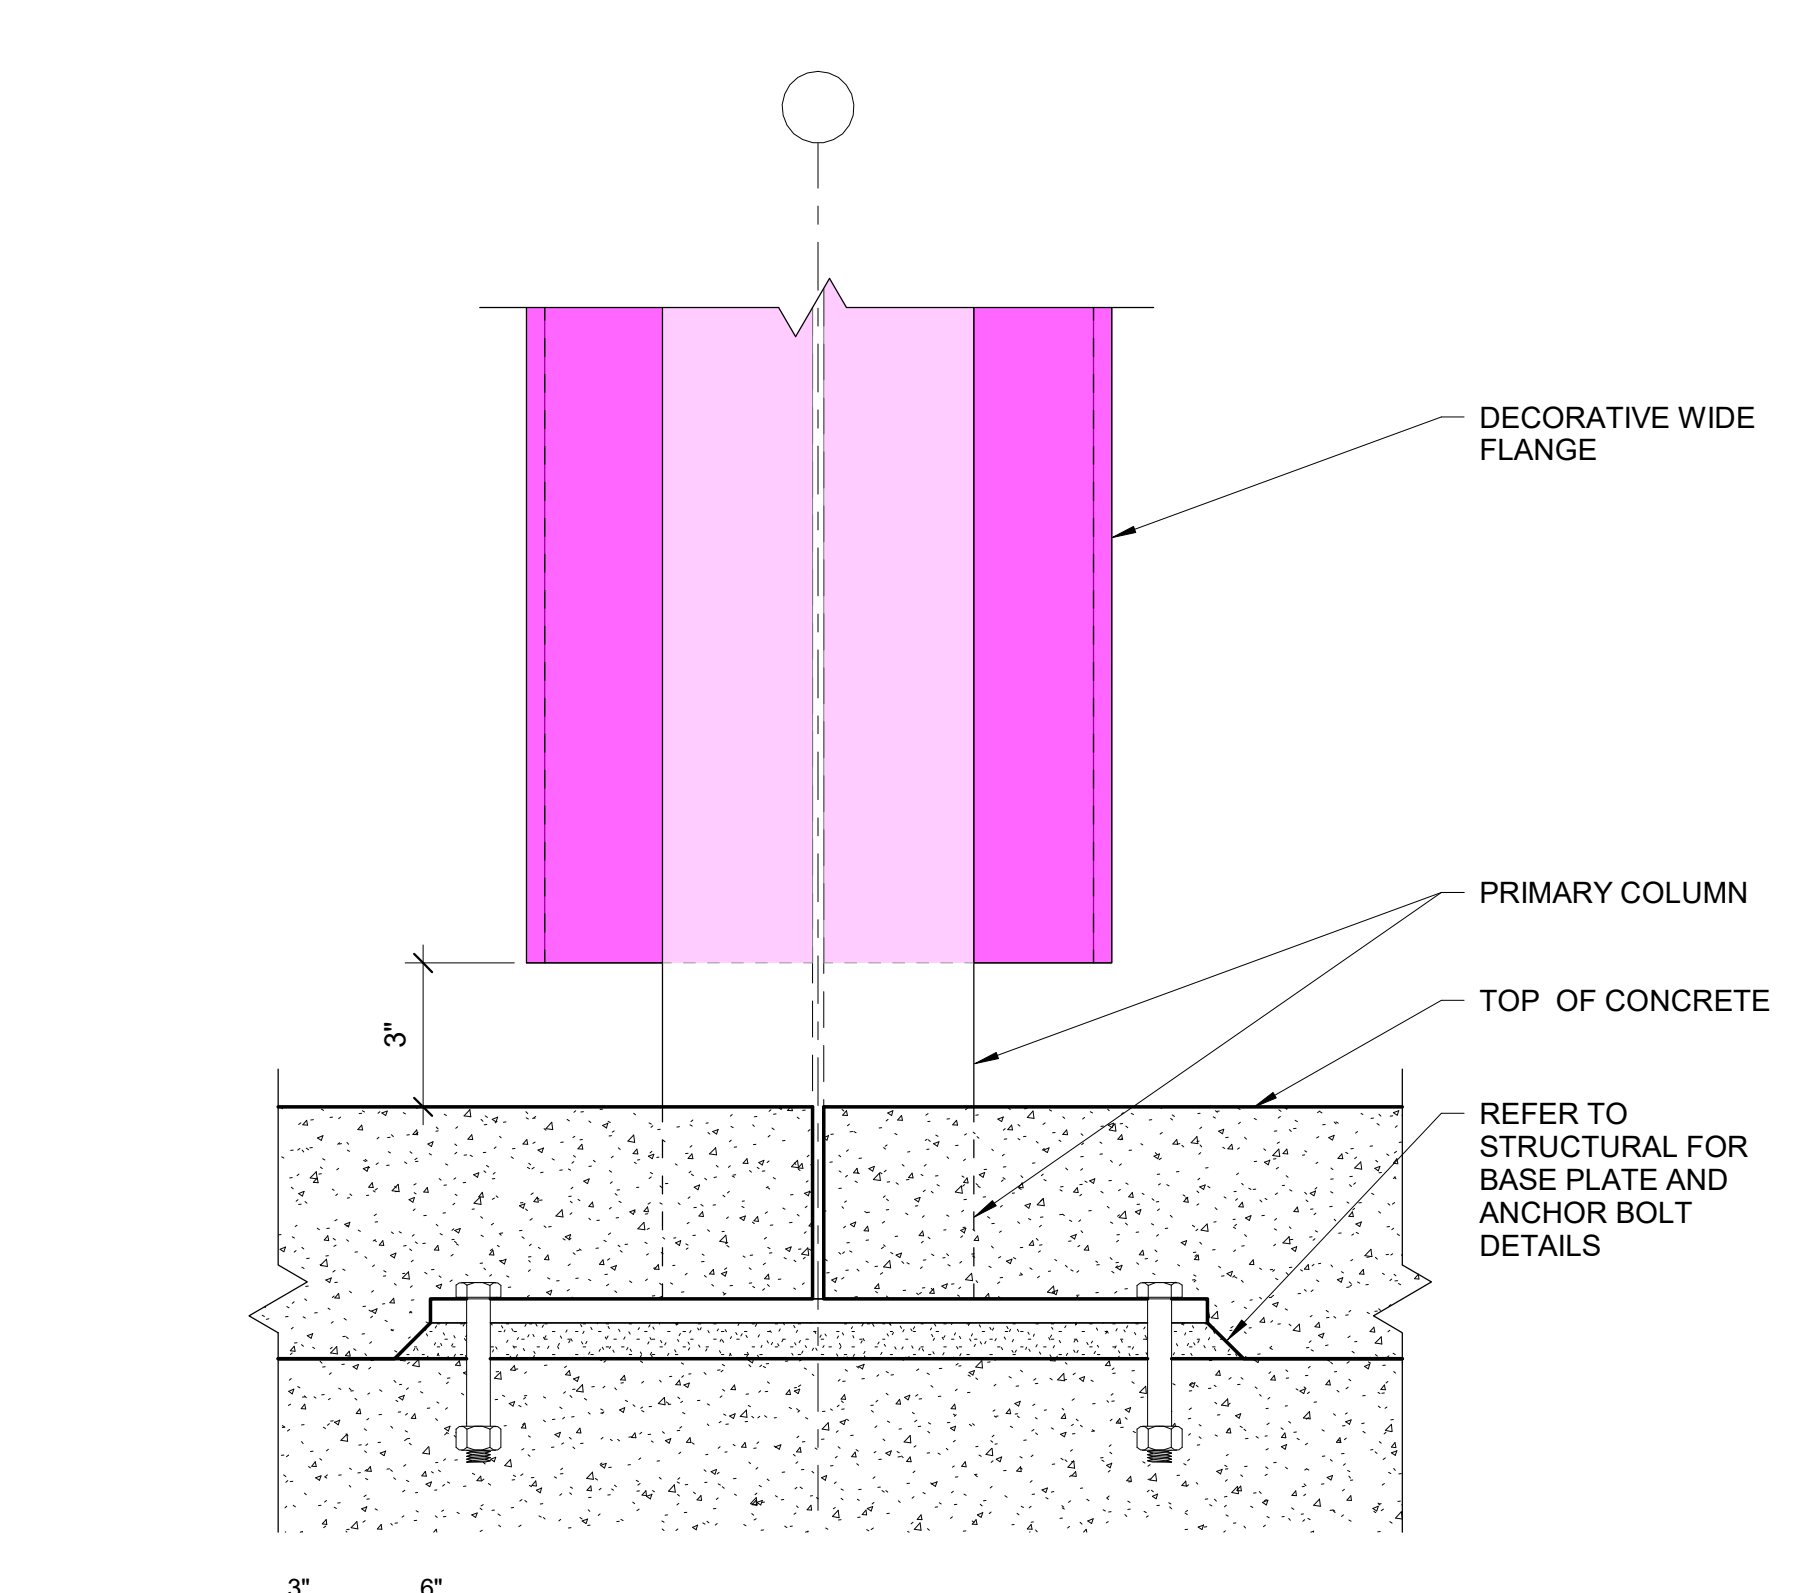 DECORATIVE WIDE
FLANGE
PRIMARY COLUMN
TOP OF CONCRETE
3"
REFER TO
STRUCTURAL FOR
BASE PLATE AND
ANCHOR BOLT
DETAILS
3" 6"